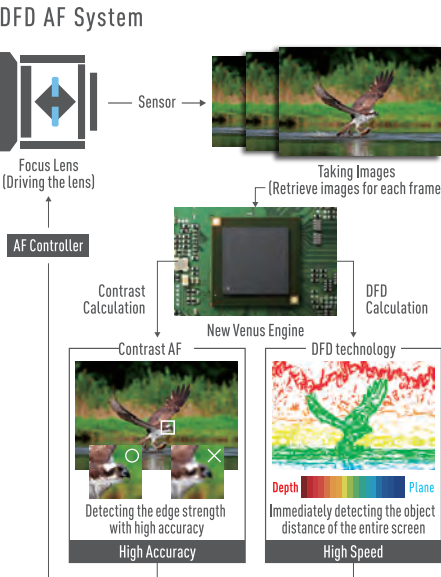 DFD AF System
Sensor
Focus Lens
(Driving the lens)
Taking Images
(Retrieve images for each frame
AF Controller
Contrast
Calculation
DFD
Calculation
New Venus Engine
Contrast AF
DFD technology
Depth
Plane
Detecting the edge strength
with high accuracy
Immediately detecting the object
distance of the entire screen
High Accuracy
High Speed